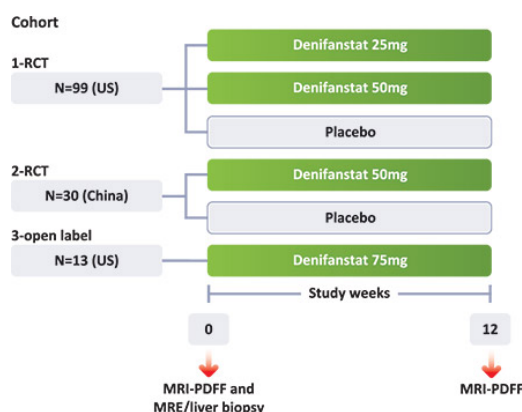 Cohort
1-RCT
N=99 (US)
Denifanstat 25mg
Denifanstat 50mg
Placebo
2-RCT
N=30 (China)
Denifanstat 50mg
Placebo
3-open label
N=13 (US)
Denifanstat 75mg
Study weeks
0
12
MRI-PDFF and
MRE/liver biopsy
MRI-PDFF